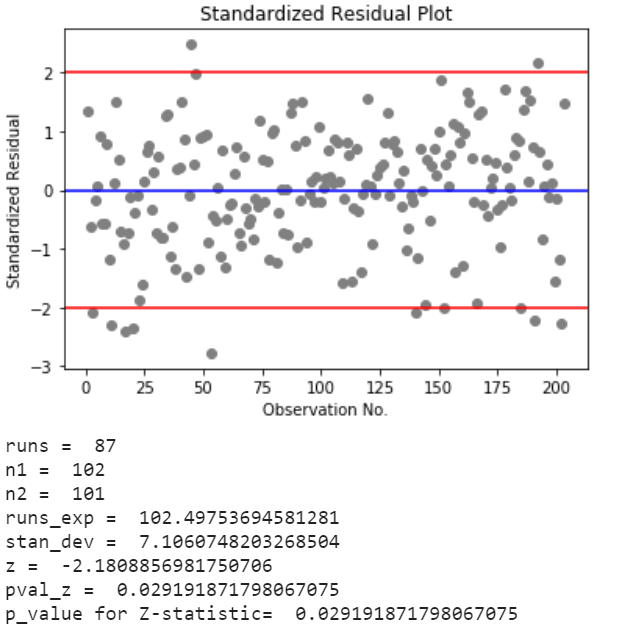 Standardized Residual Plot
Standardized Residual
2
1
0
−1
−2
−3
0 25 50 75 100 125 150 175 200
Observation No.
runs =  87
n1 =  102
n2 =  101
runs_exp =  102.49753694581281
stan_dev =  7.1060748203268504
z =  -2.1808856981750706
pval_z =  0.029191871798067075
p_value for Z-statistic=  0.029191871798067075